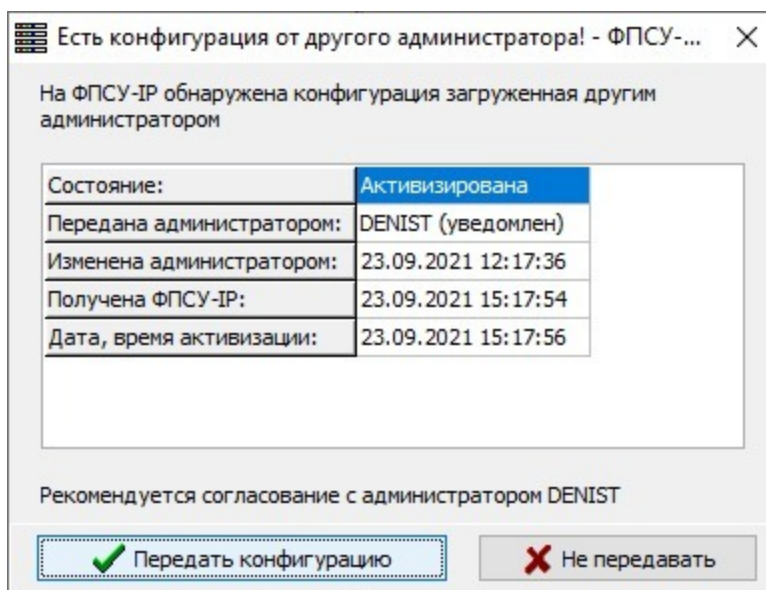 Есть конфигурация от другого администратора! - ФПСУ-...
На ФПСУ-IP обнаружена конфигурация загруженная другим
администратором
Состояние: Активизирована
Передана администратором: DENIST (уведомлен)
Изменена администратором: 23.09.2021 12:17:36
Получена ФПСУ-IP: 23.09.2021 15:17:54
Дата, время активизации: 23.09.2021 15:17:56
Рекомендуется согласование с администратором DENIST
Передать конфигурацию Не передавать